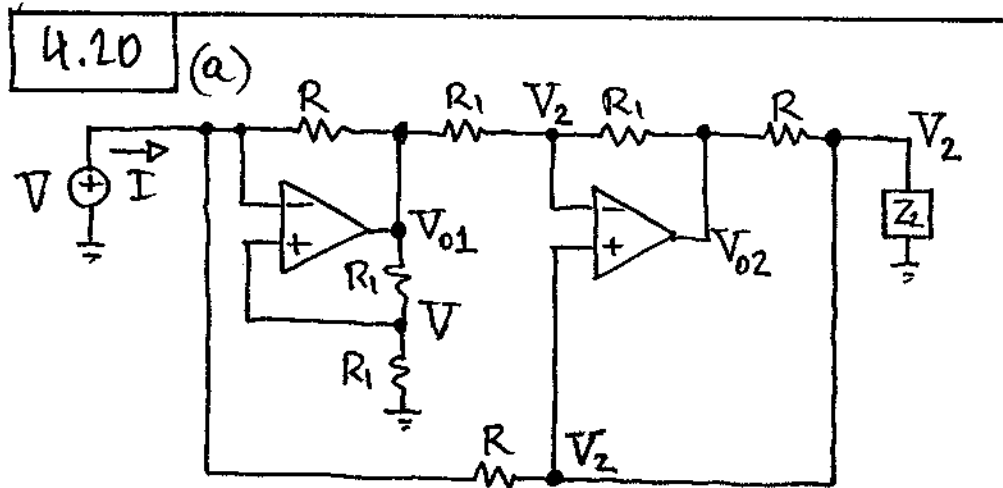 4.20 (a)
R R₁ V₂ R₁ R V₂
V + I
− −
+ V₀₁ + V₀₂ Z₂
R₁
V
R₁
R V₂